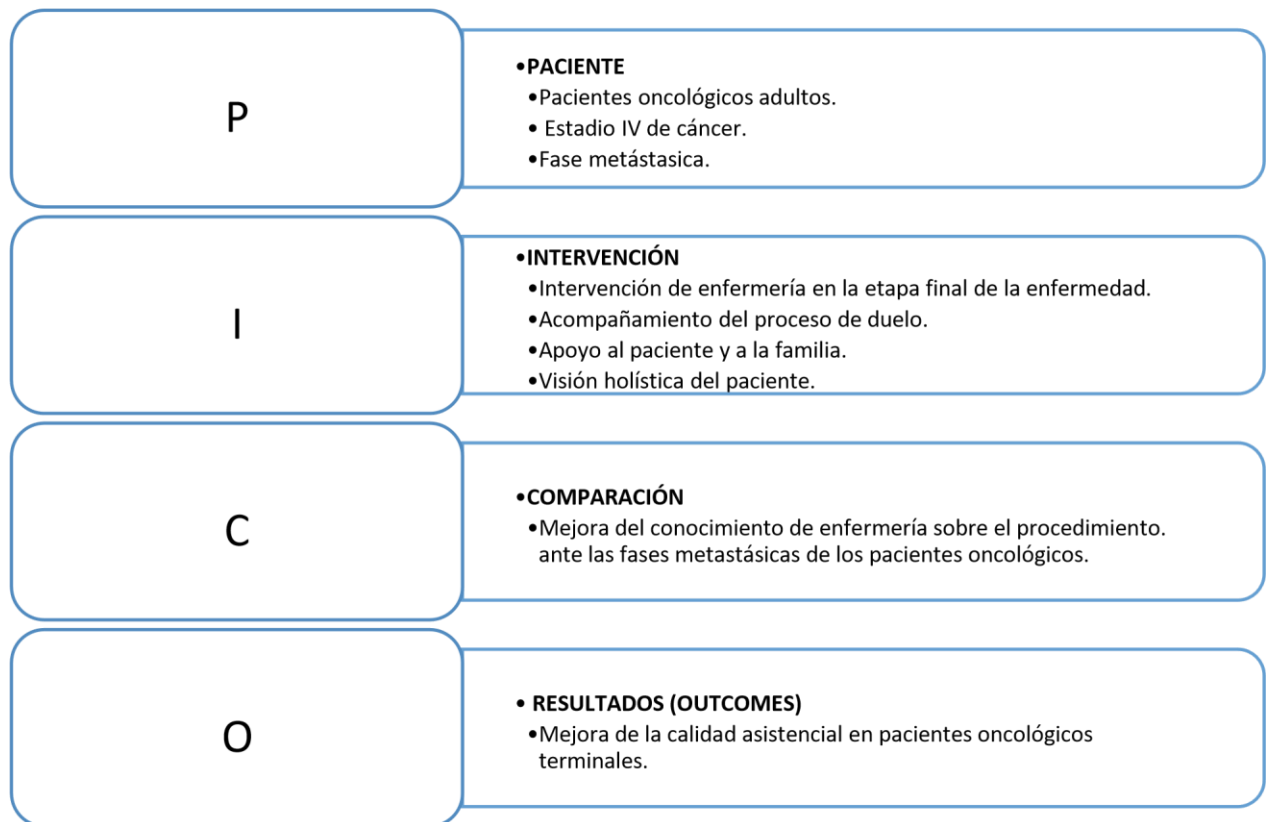 P
•PACIENTE
•Pacientes oncológicos adultos.
• Estadio IV de cáncer.
•Fase metástasica.
I
•INTERVENCIÓN
•Intervención de enfermería en la etapa final de la enfermedad.
•Acompañamiento del proceso de duelo.
•Apoyo al paciente y a la familia.
•Visión holística del paciente.
C
•COMPARACIÓN
•Mejora del conocimiento de enfermería sobre el procedimiento.
ante las fases metastásicas de los pacientes oncológicos.
O
• RESULTADOS (OUTCOMES)
•Mejora de la calidad asistencial en pacientes oncológicos
terminales.